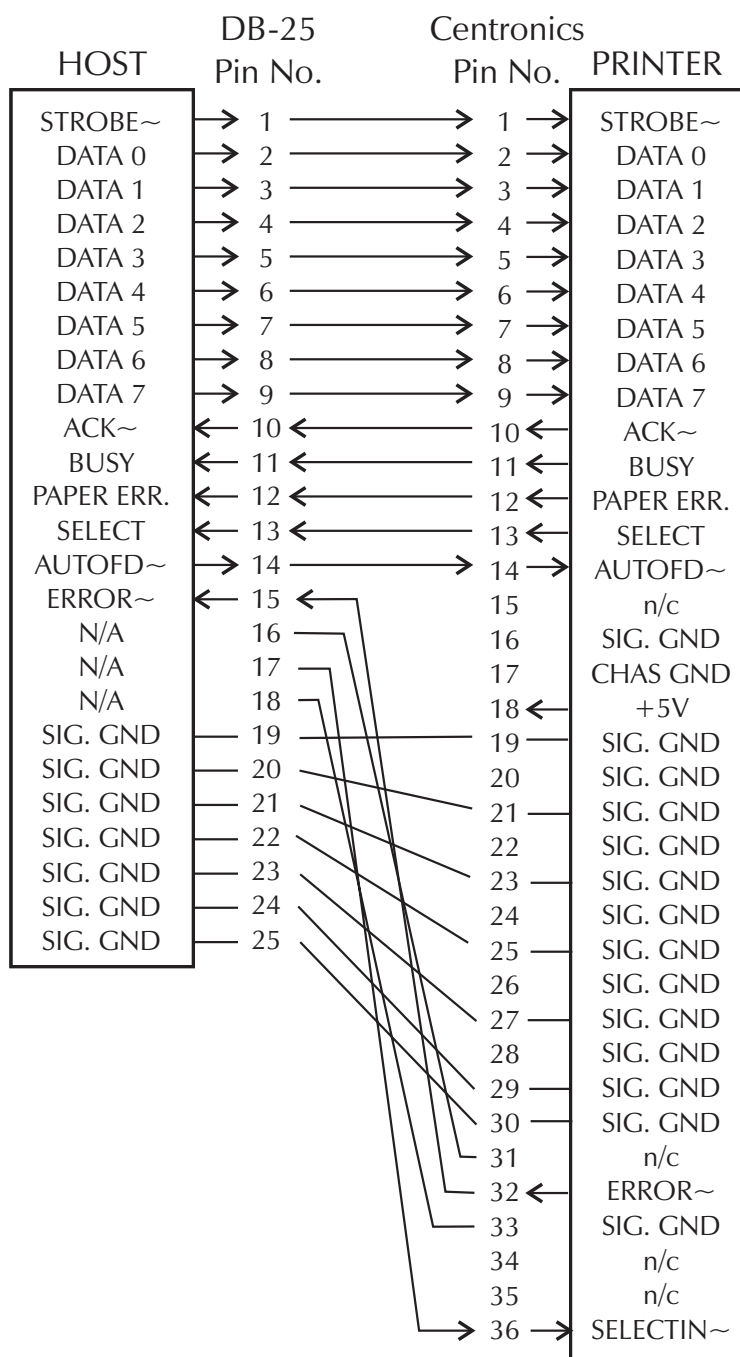 DB-25 Centronics
HOST Pin No. Pin No. PRINTER
STROBE~ 1 1 STROBE~
DATA 0 2 2 DATA 0
DATA 1 3 3 DATA 1
DATA 2 4 4 DATA 2
DATA 3 5 5 DATA 3
DATA 4 6 6 DATA 4
DATA 5 7 7 DATA 5
DATA 6 8 8 DATA 6
DATA 7 9 9 DATA 7
ACK~ 10 10 ACK~
BUSY 11 11 BUSY
PAPER ERR. 12 12 PAPER ERR.
SELECT 13 13 SELECT
AUTOFD~ 14 14 AUTOFD~
ERROR~ 15 15 n/c
N/A 16 16 SIG. GND
N/A 17 17 CHAS GND
N/A 18 18 +5V
SIG. GND 19 19 SIG. GND
SIG. GND 20 20 SIG. GND
SIG. GND 21 21 SIG. GND
SIG. GND 22 22 SIG. GND
SIG. GND 23 23 SIG. GND
SIG. GND 24 24 SIG. GND
SIG. GND 25 25 SIG. GND
26 SIG. GND
27 SIG. GND
28 SIG. GND
29 SIG. GND
30 SIG. GND
31 n/c
32 ERROR~
33 SIG. GND
34 n/c
35 n/c
36 SELECTIN~